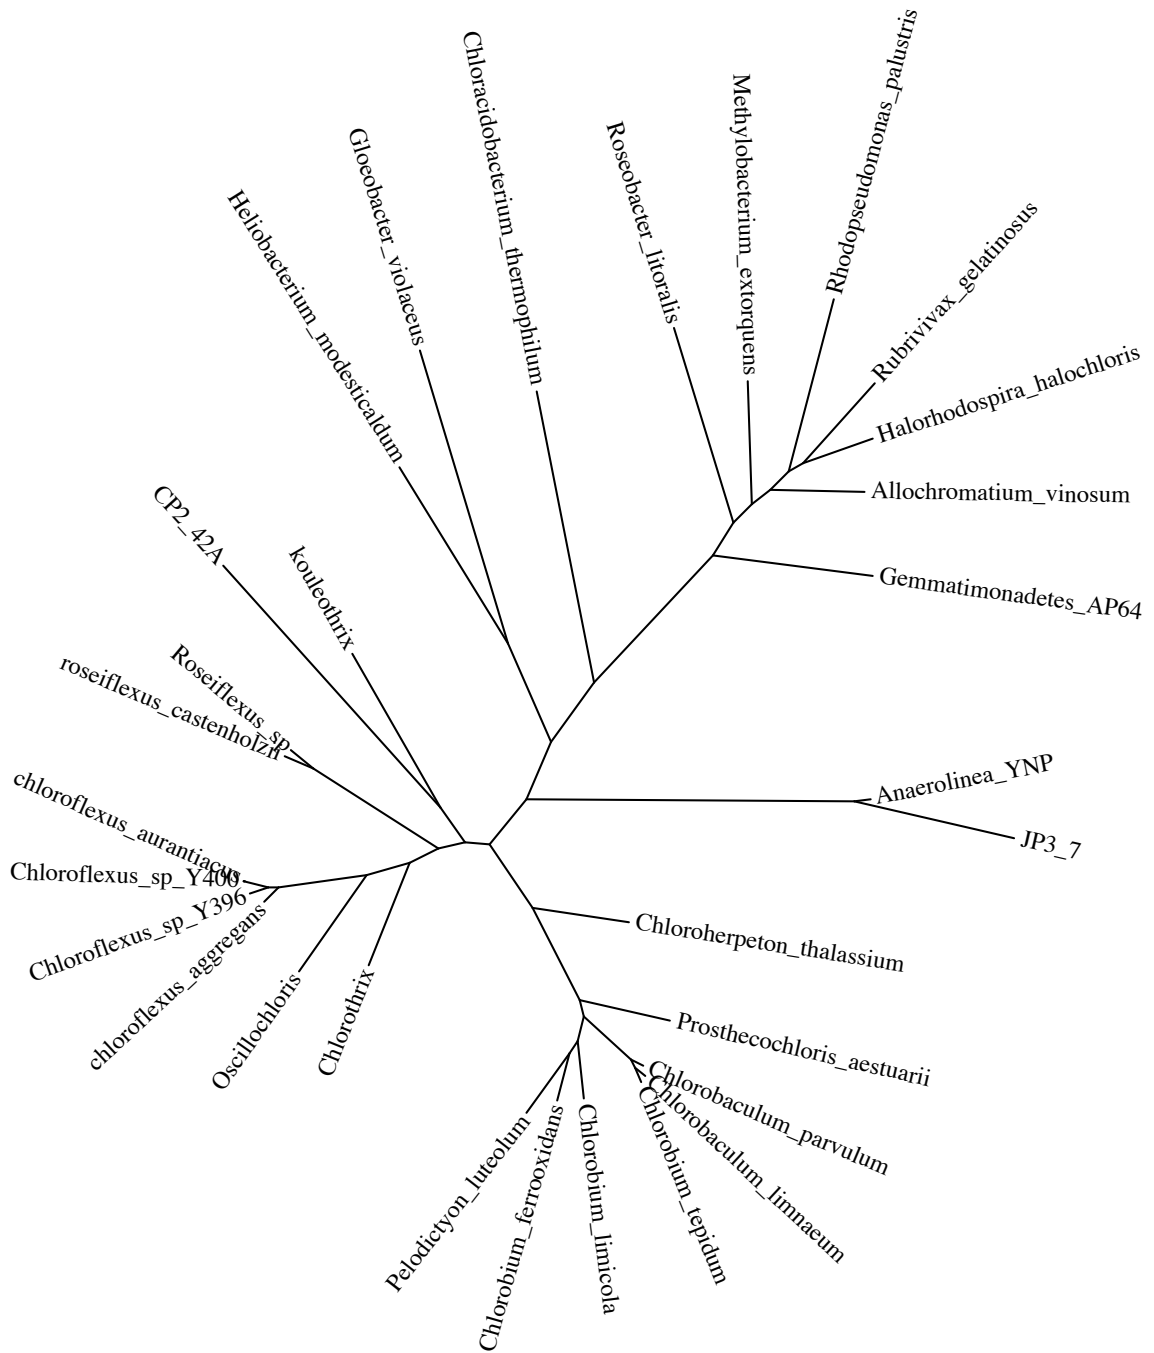 Chloracidobacterium_thermophilum
Gloeobacter_violaceus
Heliobacterium_modesticaldum
Roseobacter_litoralis
Methylobacterium_extorquens
Rhodopseudomonas_palustris
Rubrivivax_gelatinosus
Halorhodospira_halochloris
Allochromatium_vinosum
Gemmatimonadetes_AP64
CP2_42A
kouleothrix
Roseiflexus_sp
roseiflexus_castenholzii
chloroflexus_aurantiacus
Chloroflexus_sp_Y400
Chloroflexus_sp_Y396
chloroflexus_aggregans
Oscillochloris
Chlorothrix
Anaerolinea_YNP
JP3_7
Chloroherpeton_thalassium
Prosthecochloris_aestuarii
Chlorobaculum_parvulum
Chlorobaculum_limnaeum
Chlorobium_tepidum
Chlorobium_limicola
Chlorobium_ferrooxidans
Pelodictyon_luteolum